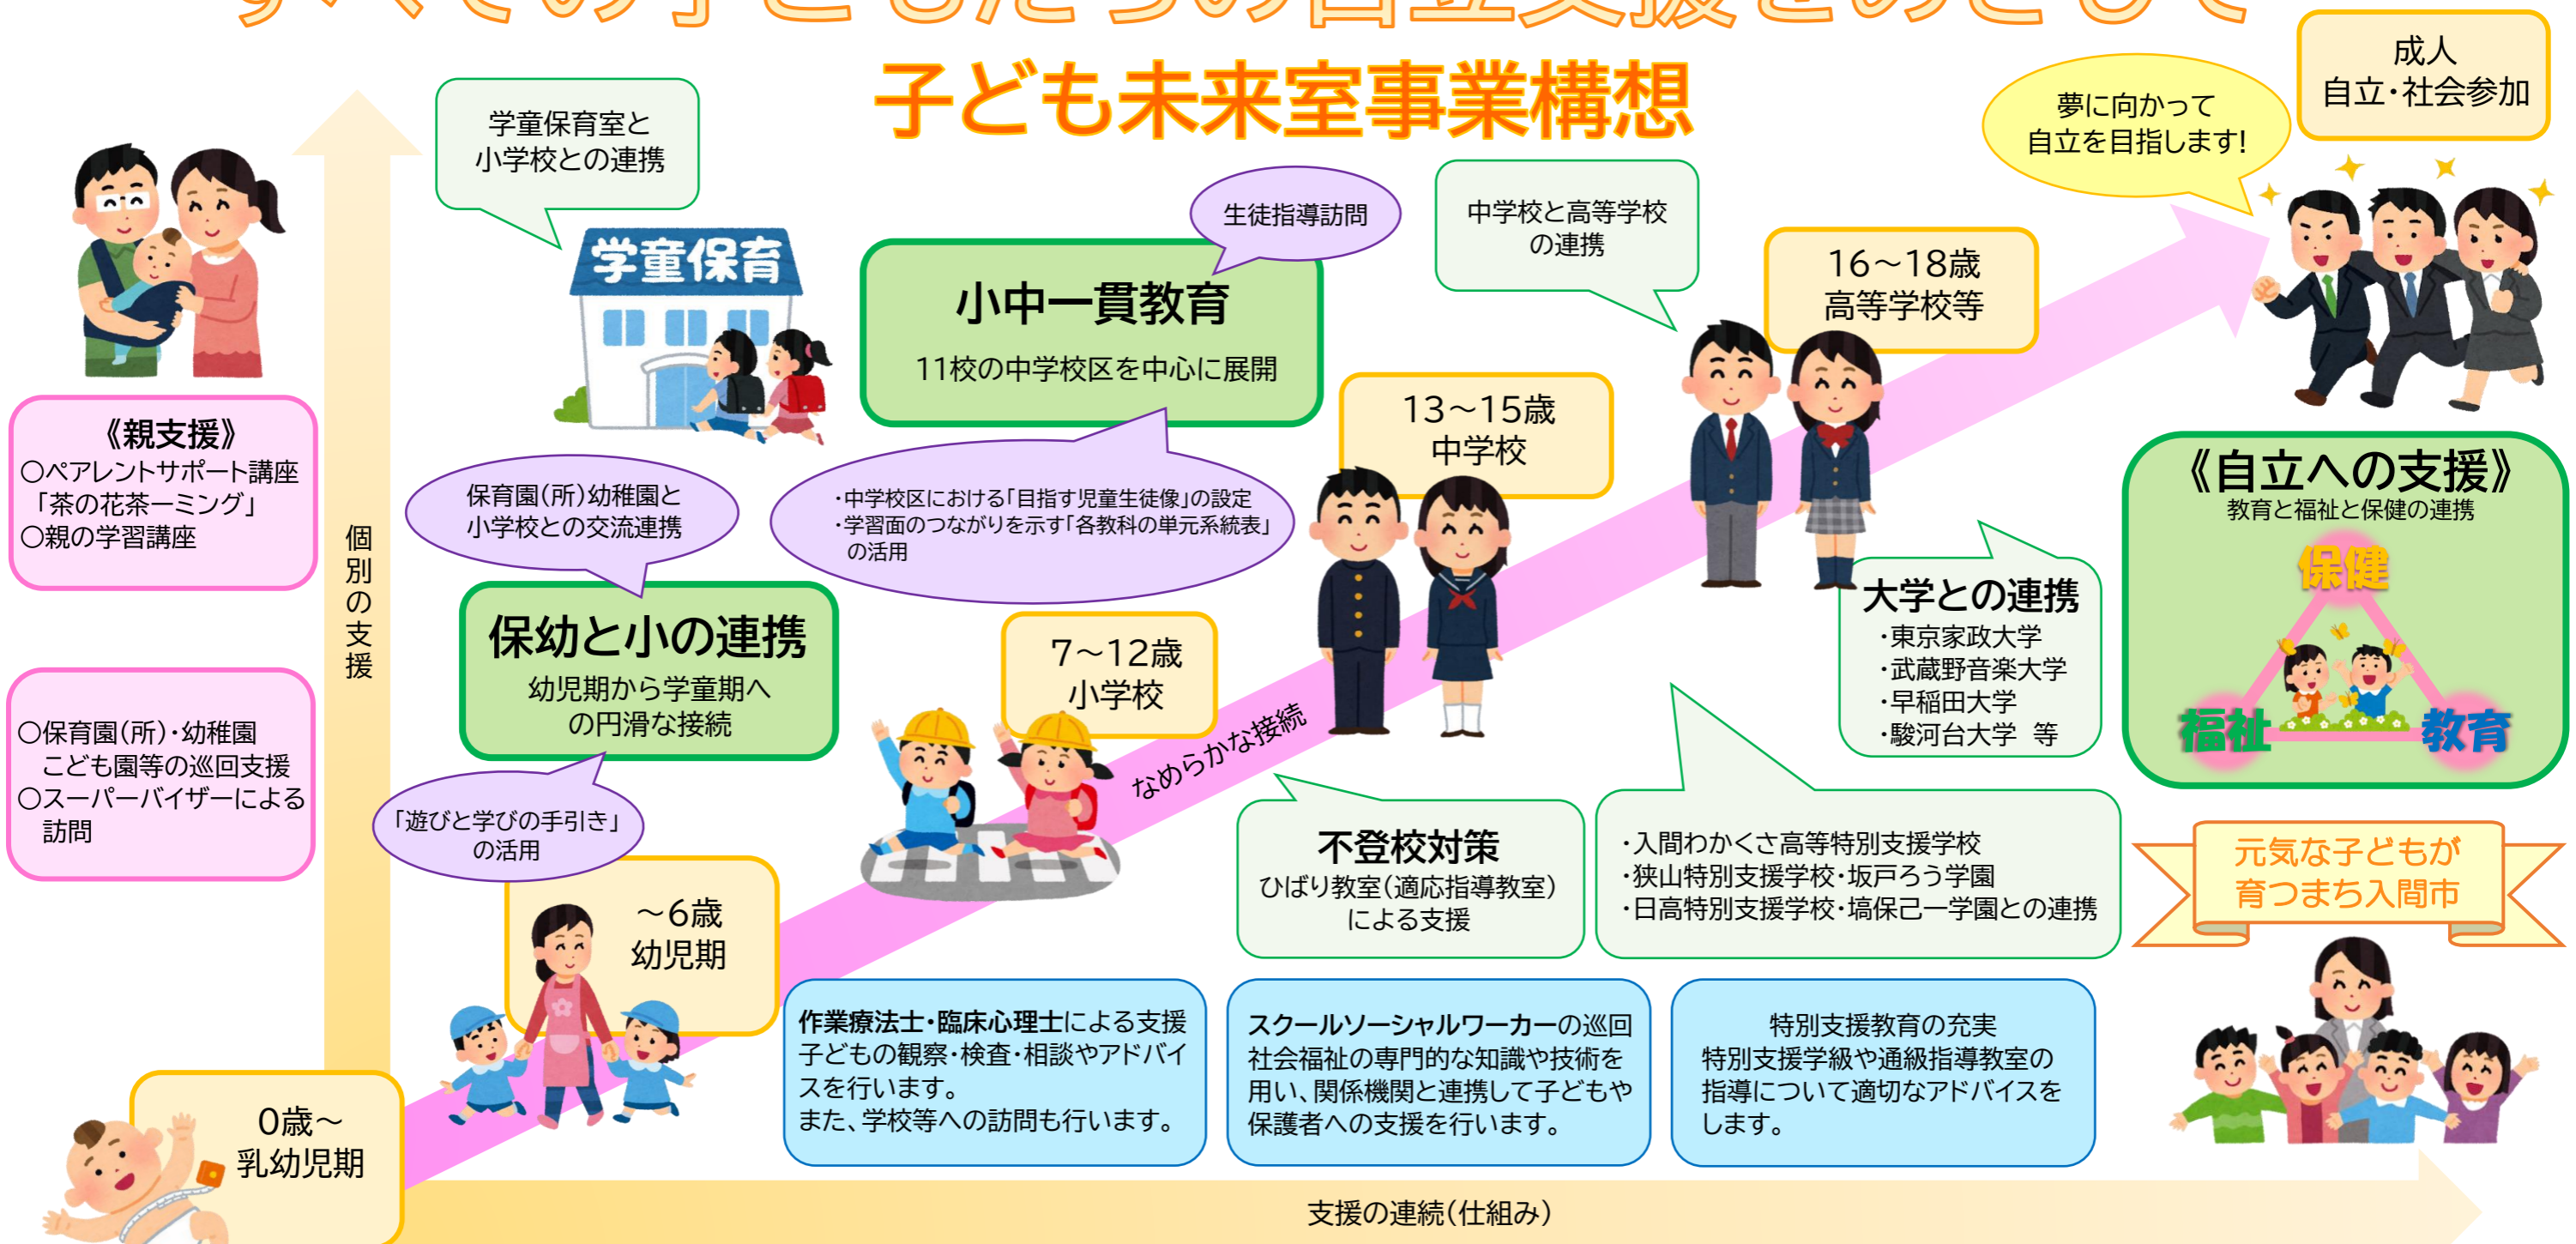 すべての子どもたちの自立支援をめざして
子ども未来室事業構想
成人
自立・社会参加
夢に向かって
自立を目指します!
学童保育室と
小学校との連携
学童保育
生徒指導訪問
小中一貫教育
11校の中学校区を中心に展開
中学校と高等学校
の連携
16～18歳
高等学校等
13～15歳
中学校
《親支援》
○ペアレントサポート講座
「茶の花茶ーミング」
○親の学習講座
個別の支援
保育園(所)幼稚園と
小学校との交流連携
・中学校区における「目指す児童生徒像」の設定
・学習面のつながりを示す「各教科の単元系統表」
の活用
《自立への支援》
教育と福祉と保健の連携
保健
福祉
教育
保幼と小の連携
幼児期から学童期へ
の円滑な接続
7～12歳
小学校
大学との連携
・東京家政大学
・武蔵野音楽大学
・早稲田大学
・駿河台大学 等
○保育園(所)・幼稚園
こども園等の巡回支援
○スーパーバイザーによる
訪問
なめらかな接続
「遊びと学びの手引き」
の活用
不登校対策
ひばり教室(適応指導教室)
による支援
・入間わかくさ高等特別支援学校
・狭山特別支援学校・坂戸ろう学園
・日高特別支援学校・塙保己一学園との連携
元気な子どもが
育つまち入間市
～6歳
幼児期
作業療法士・臨床心理士による支援
子どもの観察・検査・相談やアドバイ
スを行います。
また、学校等への訪問も行います。
スクールソーシャルワーカーの巡回
社会福祉の専門的な知識や技術を
用い、関係機関と連携して子どもや
保護者への支援を行います。
特別支援教育の充実
特別支援学級や通級指導教室の
指導について適切なアドバイスを
します。
0歳～
乳幼児期
支援の連続(仕組み)